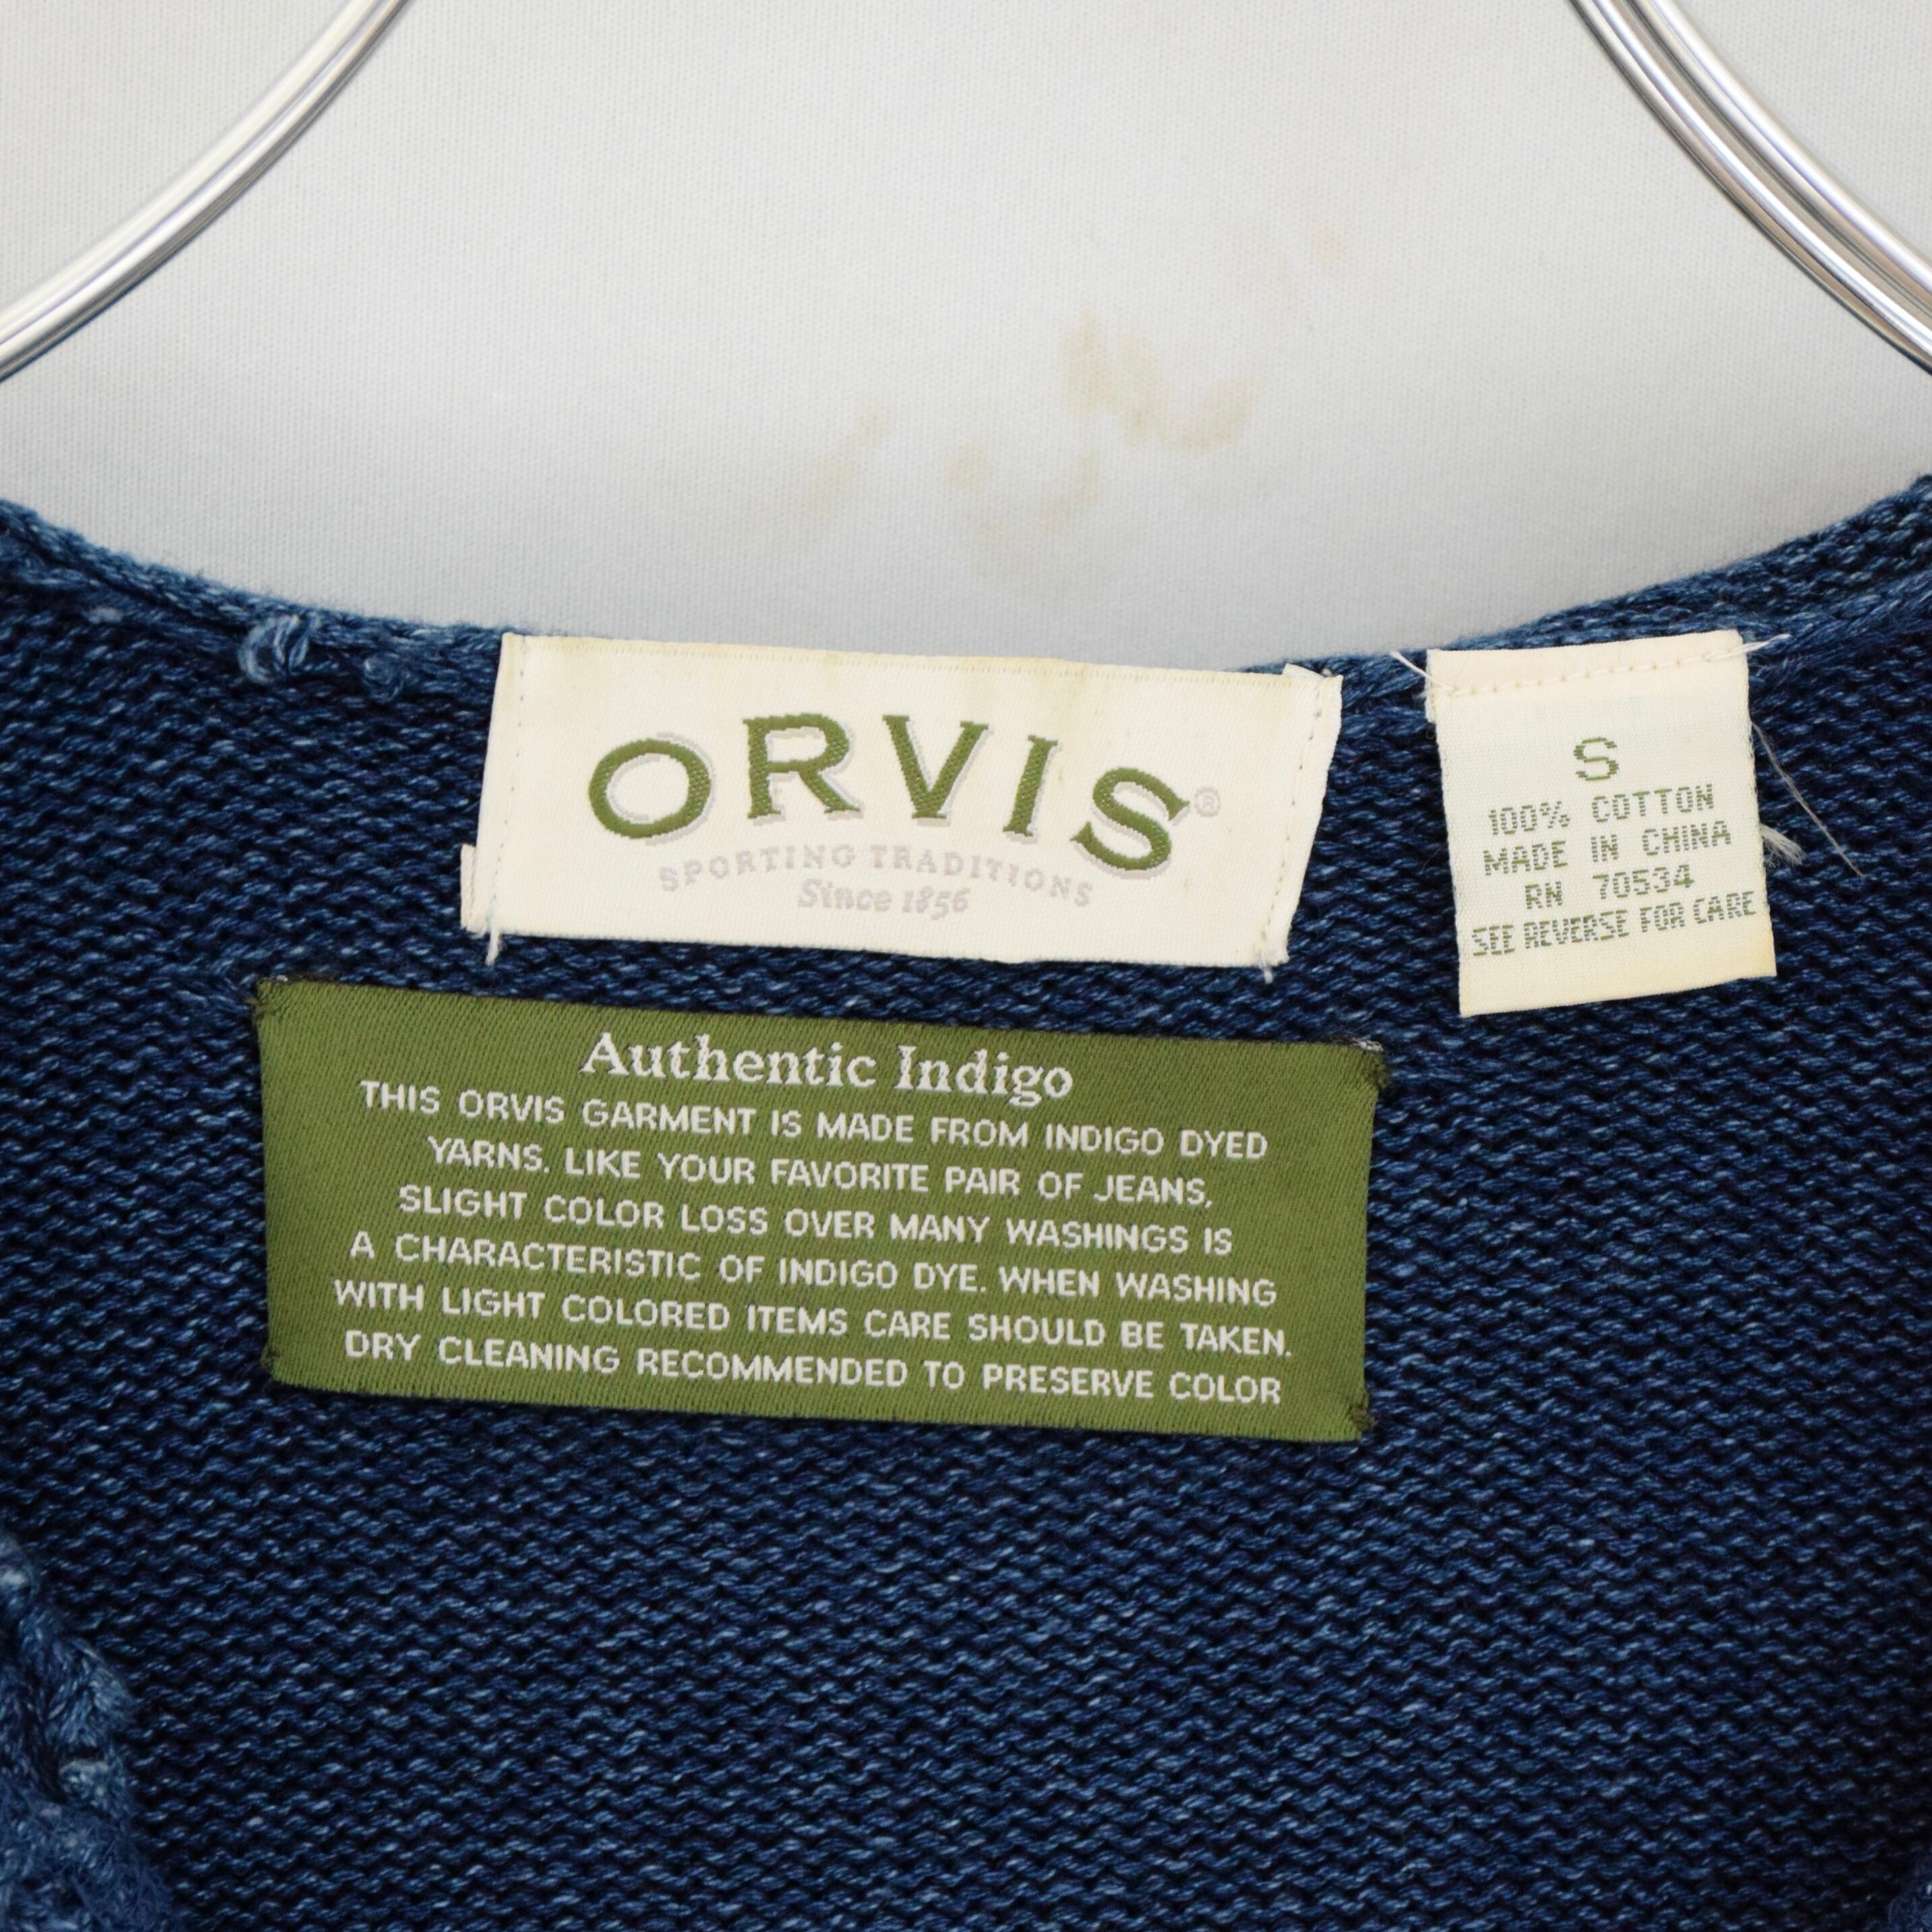 ORVIS®
SPORTING TRADITIONS
Since 1856
S
100% COTTON
MADE IN CHINA
RN 70534
SEE REVERSE FOR CARE
Authentic Indigo
THIS ORVIS GARMENT IS MADE FROM INDIGO DYED
YARNS. LIKE YOUR FAVORITE PAIR OF JEANS,
SLIGHT COLOR LOSS OVER MANY WASHINGS IS
A CHARACTERISTIC OF INDIGO DYE. WHEN WASHING
WITH LIGHT COLORED ITEMS CARE SHOULD BE TAKEN.
DRY CLEANING RECOMMENDED TO PRESERVE COLOR